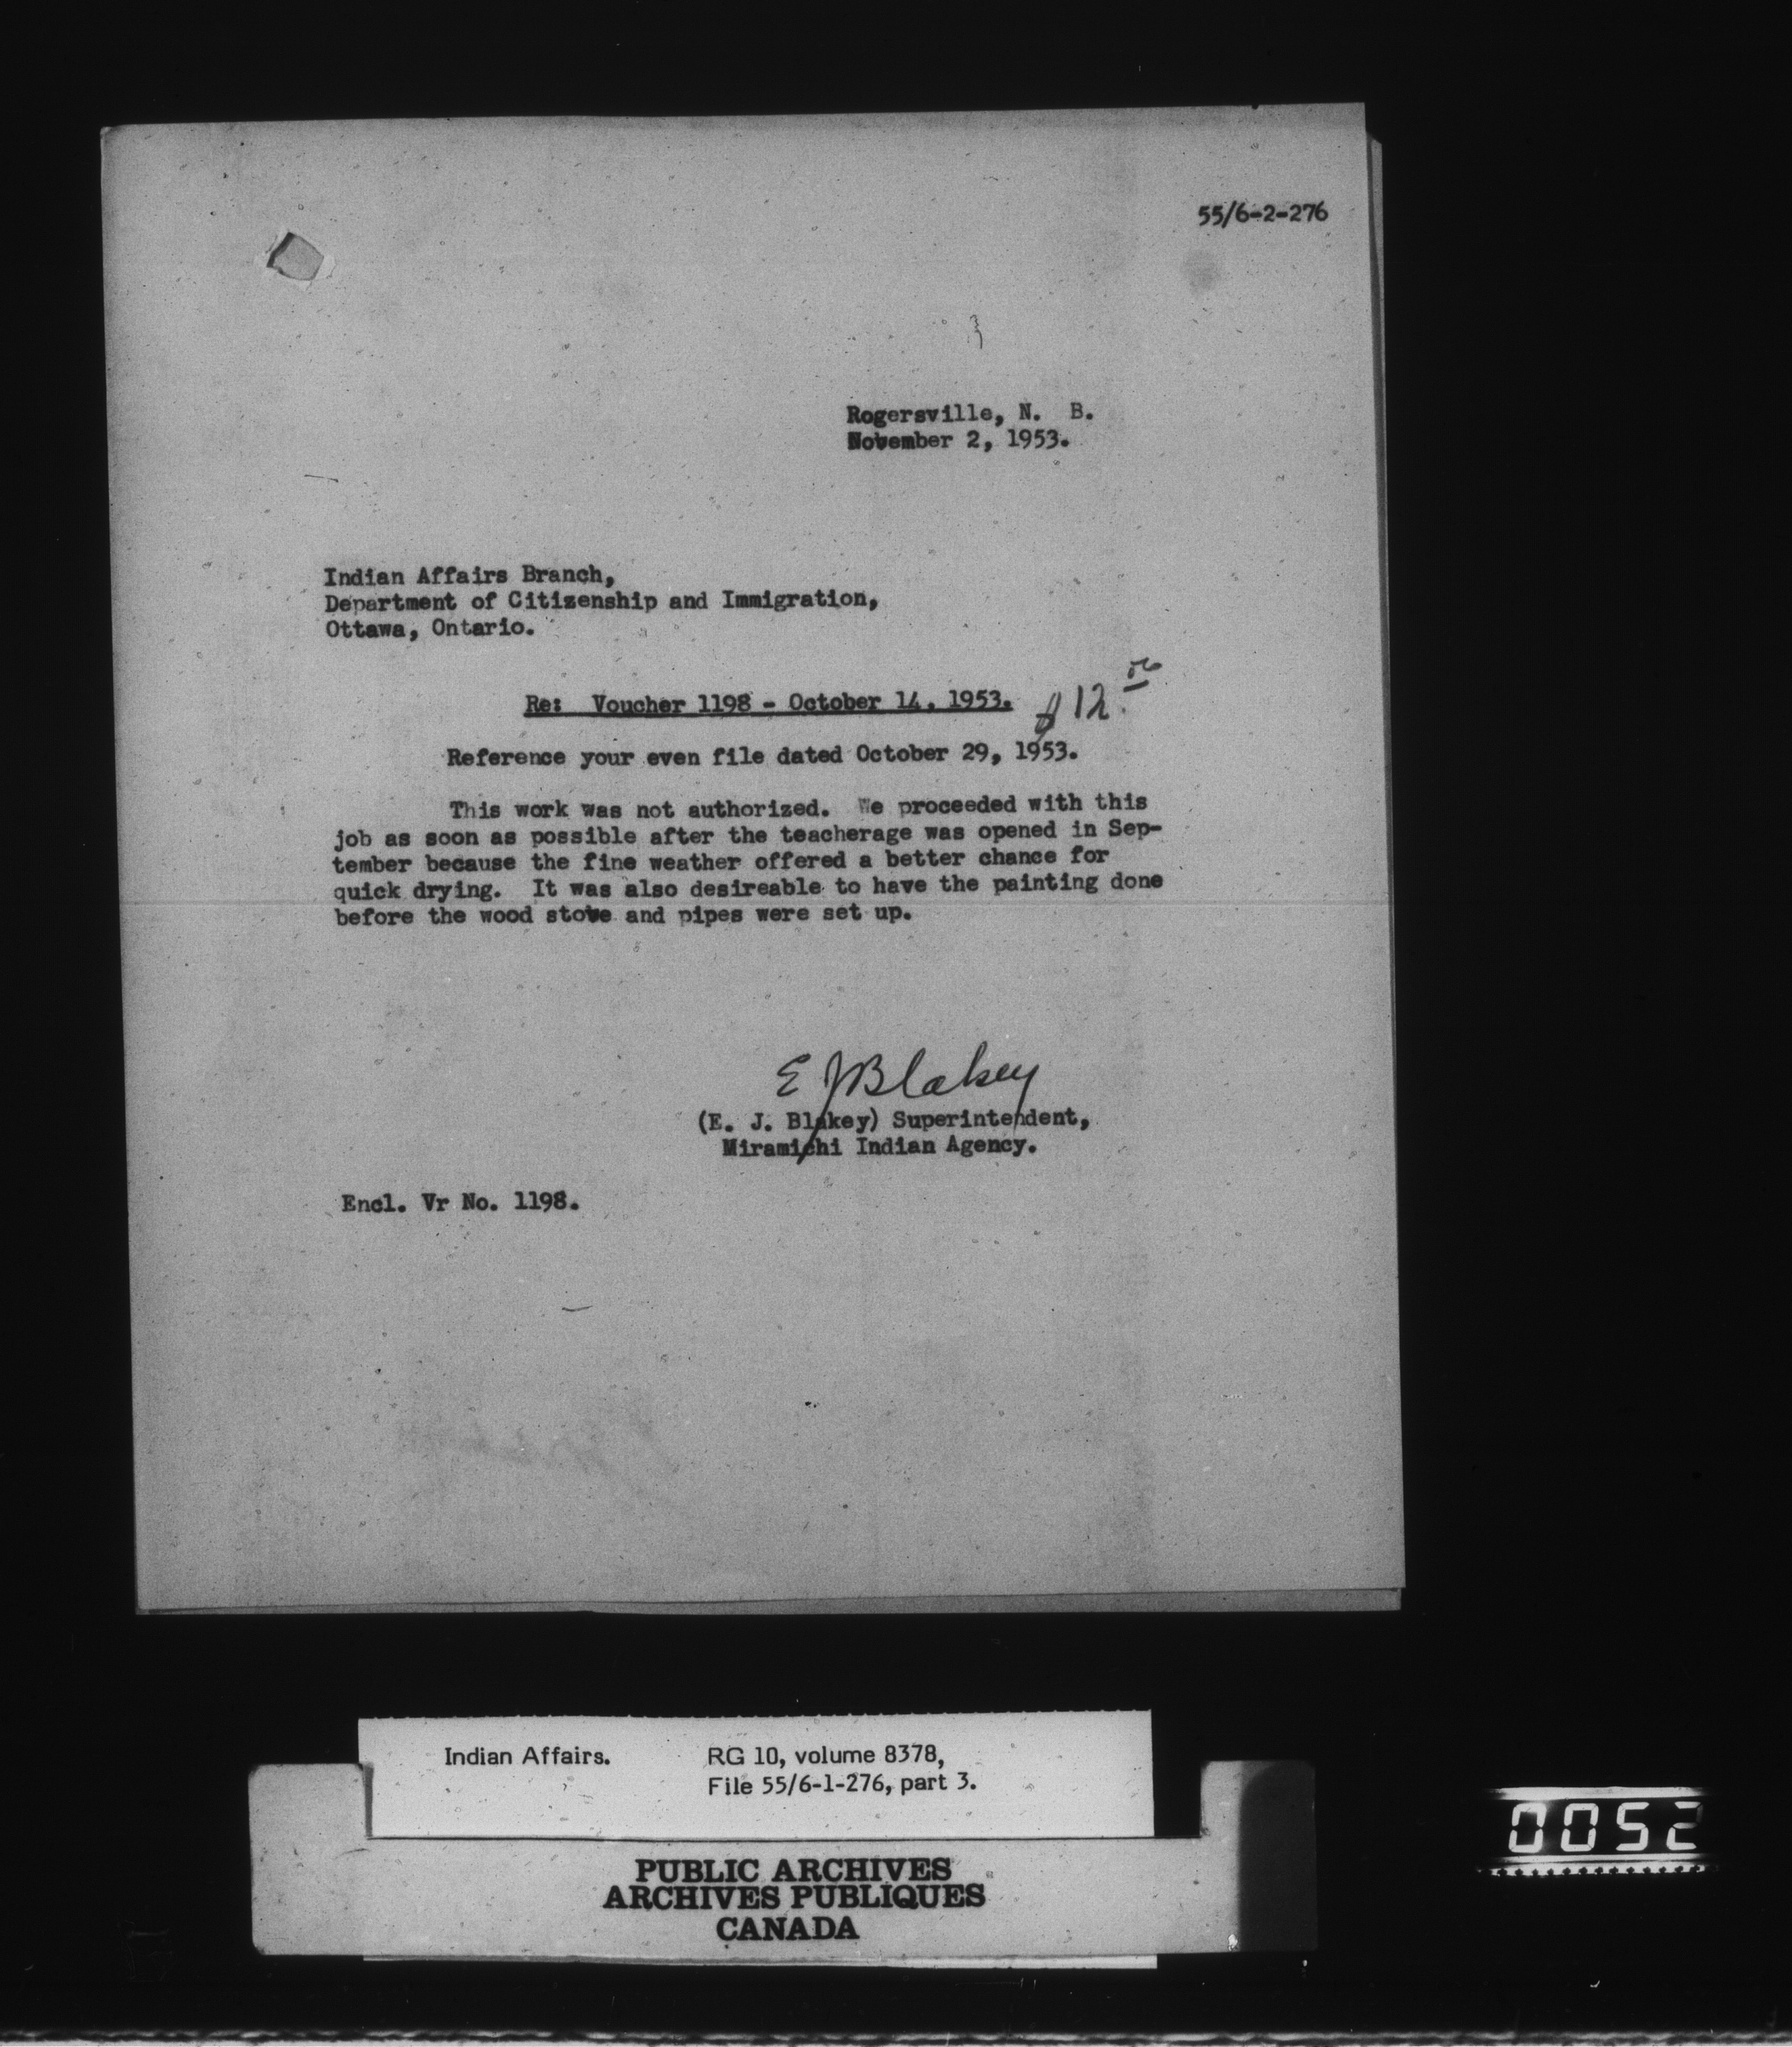 55/6-2-276
Rogersville, N. B.
November 2, 1953.
Indian Affairs Branch,
Department of Citizenship and Immigration,
Ottawa, Ontario.
Re: Voucher 1198 - October 14, 1953. $12.
Reference your even file dated October 29, 1953.
This work was not authorized. We proceeded with this
job as soon as possible after the teacherage was opened in Sep-
tember because the fine weather offered a better chance for
quick drying. It was also desireable to have the painting done
before the wood stove and pipes were set up.
E J Blakey
(E. J. Blakey) Superintendent,
Miramichi Indian Agency.
Encl. Vr No. 1198.
Indian Affairs. RG 10, volume 8378,
File 55/6-1-276, part 3.
PUBLIC ARCHIVES
ARCHIVES PUBLIQUES
CANADA
0052